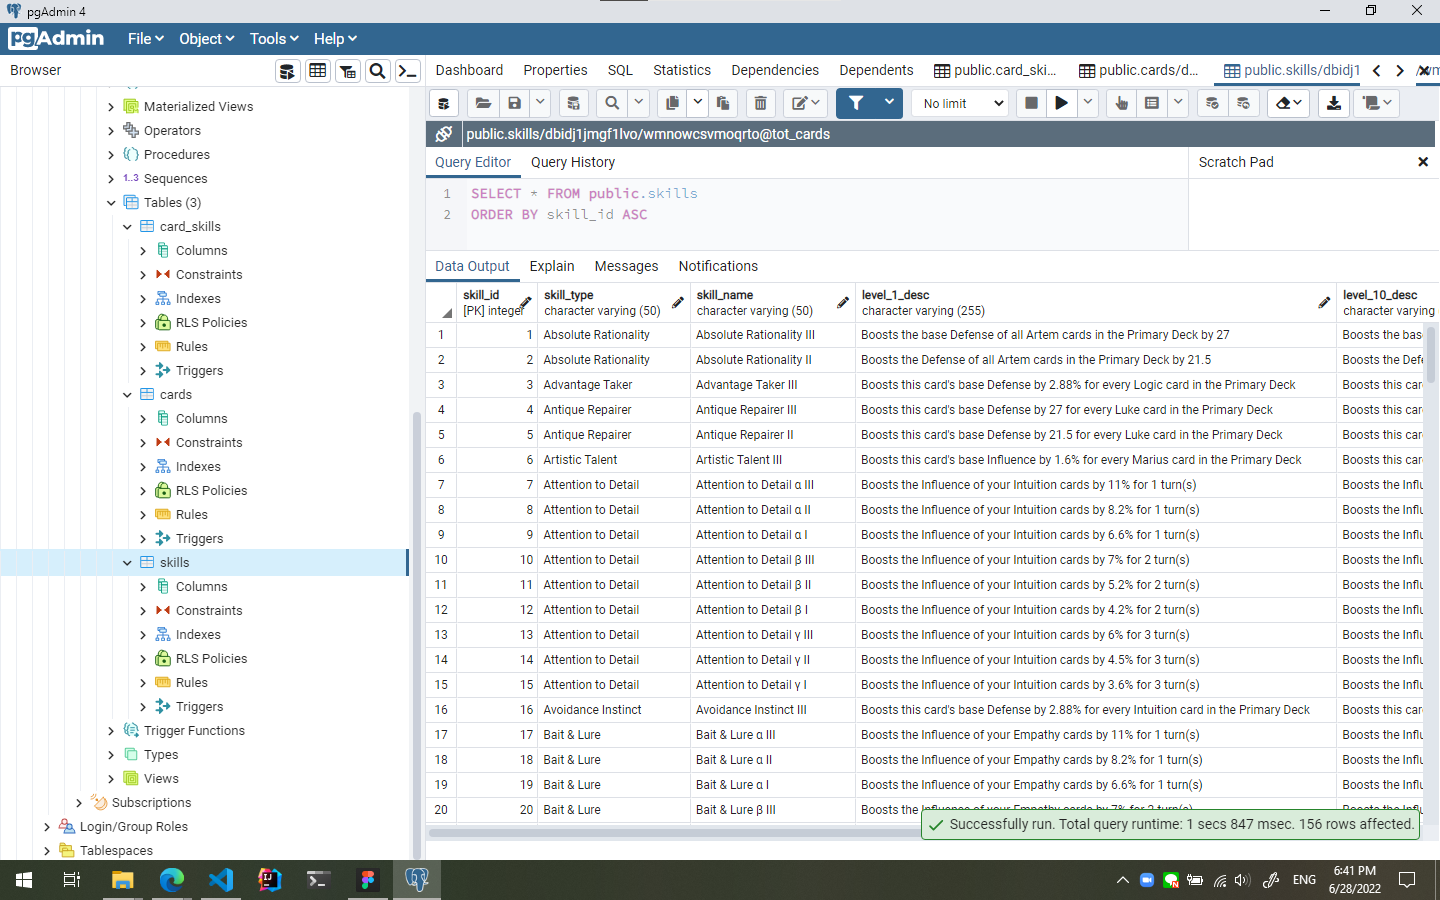 pgAdmin 4
pgAdmin File Object Tools Help
Browser
Dashboard Properties SQL Statistics Dependencies Dependents public.card_ski... public.cards/d... public.skills/dbidj1
No limit
public.skills/dbidj1jmgf1lvo/wmnowcsvmoqrto@tot_cards
Query Editor Query History
Scratch Pad
1 SELECT * FROM public.skills
2 ORDER BY skill_id ASC
Data Output Explain Messages Notifications
skill_id
[PK] integer
skill_type
character varying (50)
skill_name
character varying (50)
level_1_desc
character varying (255)
level_10_desc
character varying
1 1 Absolute Rationality Absolute Rationality III Boosts the base Defense of all Artem cards in the Primary Deck by 27 Boosts the bas
2 2 Absolute Rationality Absolute Rationality II Boosts the Defense of all Artem cards in the Primary Deck by 21.5 Boosts the Defe
3 3 Advantage Taker Advantage Taker III Boosts this card's base Defense by 2.88% for every Logic card in the Primary Deck Boosts this car
4 4 Antique Repairer Antique Repairer III Boosts this card's base Defense by 27 for every Luke card in the Primary Deck Boosts this car
5 5 Antique Repairer Antique Repairer II Boosts this card's base Defense by 21.5 for every Luke card in the Primary Deck Boosts this car
6 6 Artistic Talent Artistic Talent III Boosts this card's base Influence by 1.6% for every Marius card in the Primary Deck Boosts this car
7 7 Attention to Detail Attention to Detail α III Boosts the Influence of your Intuition cards by 11% for 1 turn(s) Boosts the Influ
8 8 Attention to Detail Attention to Detail α II Boosts the Influence of your Intuition cards by 8.2% for 1 turn(s) Boosts the Influ
9 9 Attention to Detail Attention to Detail α I Boosts the Influence of your Intuition cards by 6.6% for 1 turn(s) Boosts the Influ
10 10 Attention to Detail Attention to Detail β III Boosts the Influence of your Intuition cards by 7% for 2 turn(s) Boosts the Influ
11 11 Attention to Detail Attention to Detail β II Boosts the Influence of your Intuition cards by 5.2% for 2 turn(s) Boosts the Influ
12 12 Attention to Detail Attention to Detail β I Boosts the Influence of your Intuition cards by 4.2% for 2 turn(s) Boosts the Influ
13 13 Attention to Detail Attention to Detail γ III Boosts the Influence of your Intuition cards by 6% for 3 turn(s) Boosts the Influ
14 14 Attention to Detail Attention to Detail γ II Boosts the Influence of your Intuition cards by 4.5% for 3 turn(s) Boosts the Influ
15 15 Attention to Detail Attention to Detail γ I Boosts the Influence of your Intuition cards by 3.6% for 3 turn(s) Boosts the Influ
16 16 Avoidance Instinct Avoidance Instinct III Boosts this card's base Defense by 2.88% for every Intuition card in the Primary Deck Boosts this car
17 17 Bait & Lure Bait & Lure α III Boosts the Influence of your Empathy cards by 11% for 1 turn(s) Boosts the Influ
18 18 Bait & Lure Bait & Lure α II Boosts the Influence of your Empathy cards by 8.2% for 1 turn(s) Boosts the Influ
19 19 Bait & Lure Bait & Lure α I Boosts the Influence of your Empathy cards by 6.6% for 1 turn(s) Boosts the Influ
20 20 Bait & Lure Bait & Lure β III Boosts the Influence of your Empathy cards by 7% for 2 turn(s) Boosts the Influ
Successfully run. Total query runtime: 1 secs 847 msec. 156 rows affected.
Materialized Views
Operators
Procedures
1..3 Sequences
Tables (3)
card_skills
Columns
Constraints
Indexes
RLS Policies
Rules
Triggers
cards
Columns
Constraints
Indexes
RLS Policies
Rules
Triggers
skills
Columns
Constraints
Indexes
RLS Policies
Rules
Triggers
Trigger Functions
Types
Views
Subscriptions
Login/Group Roles
Tablespaces
ENG
6:41 PM
6/28/2022